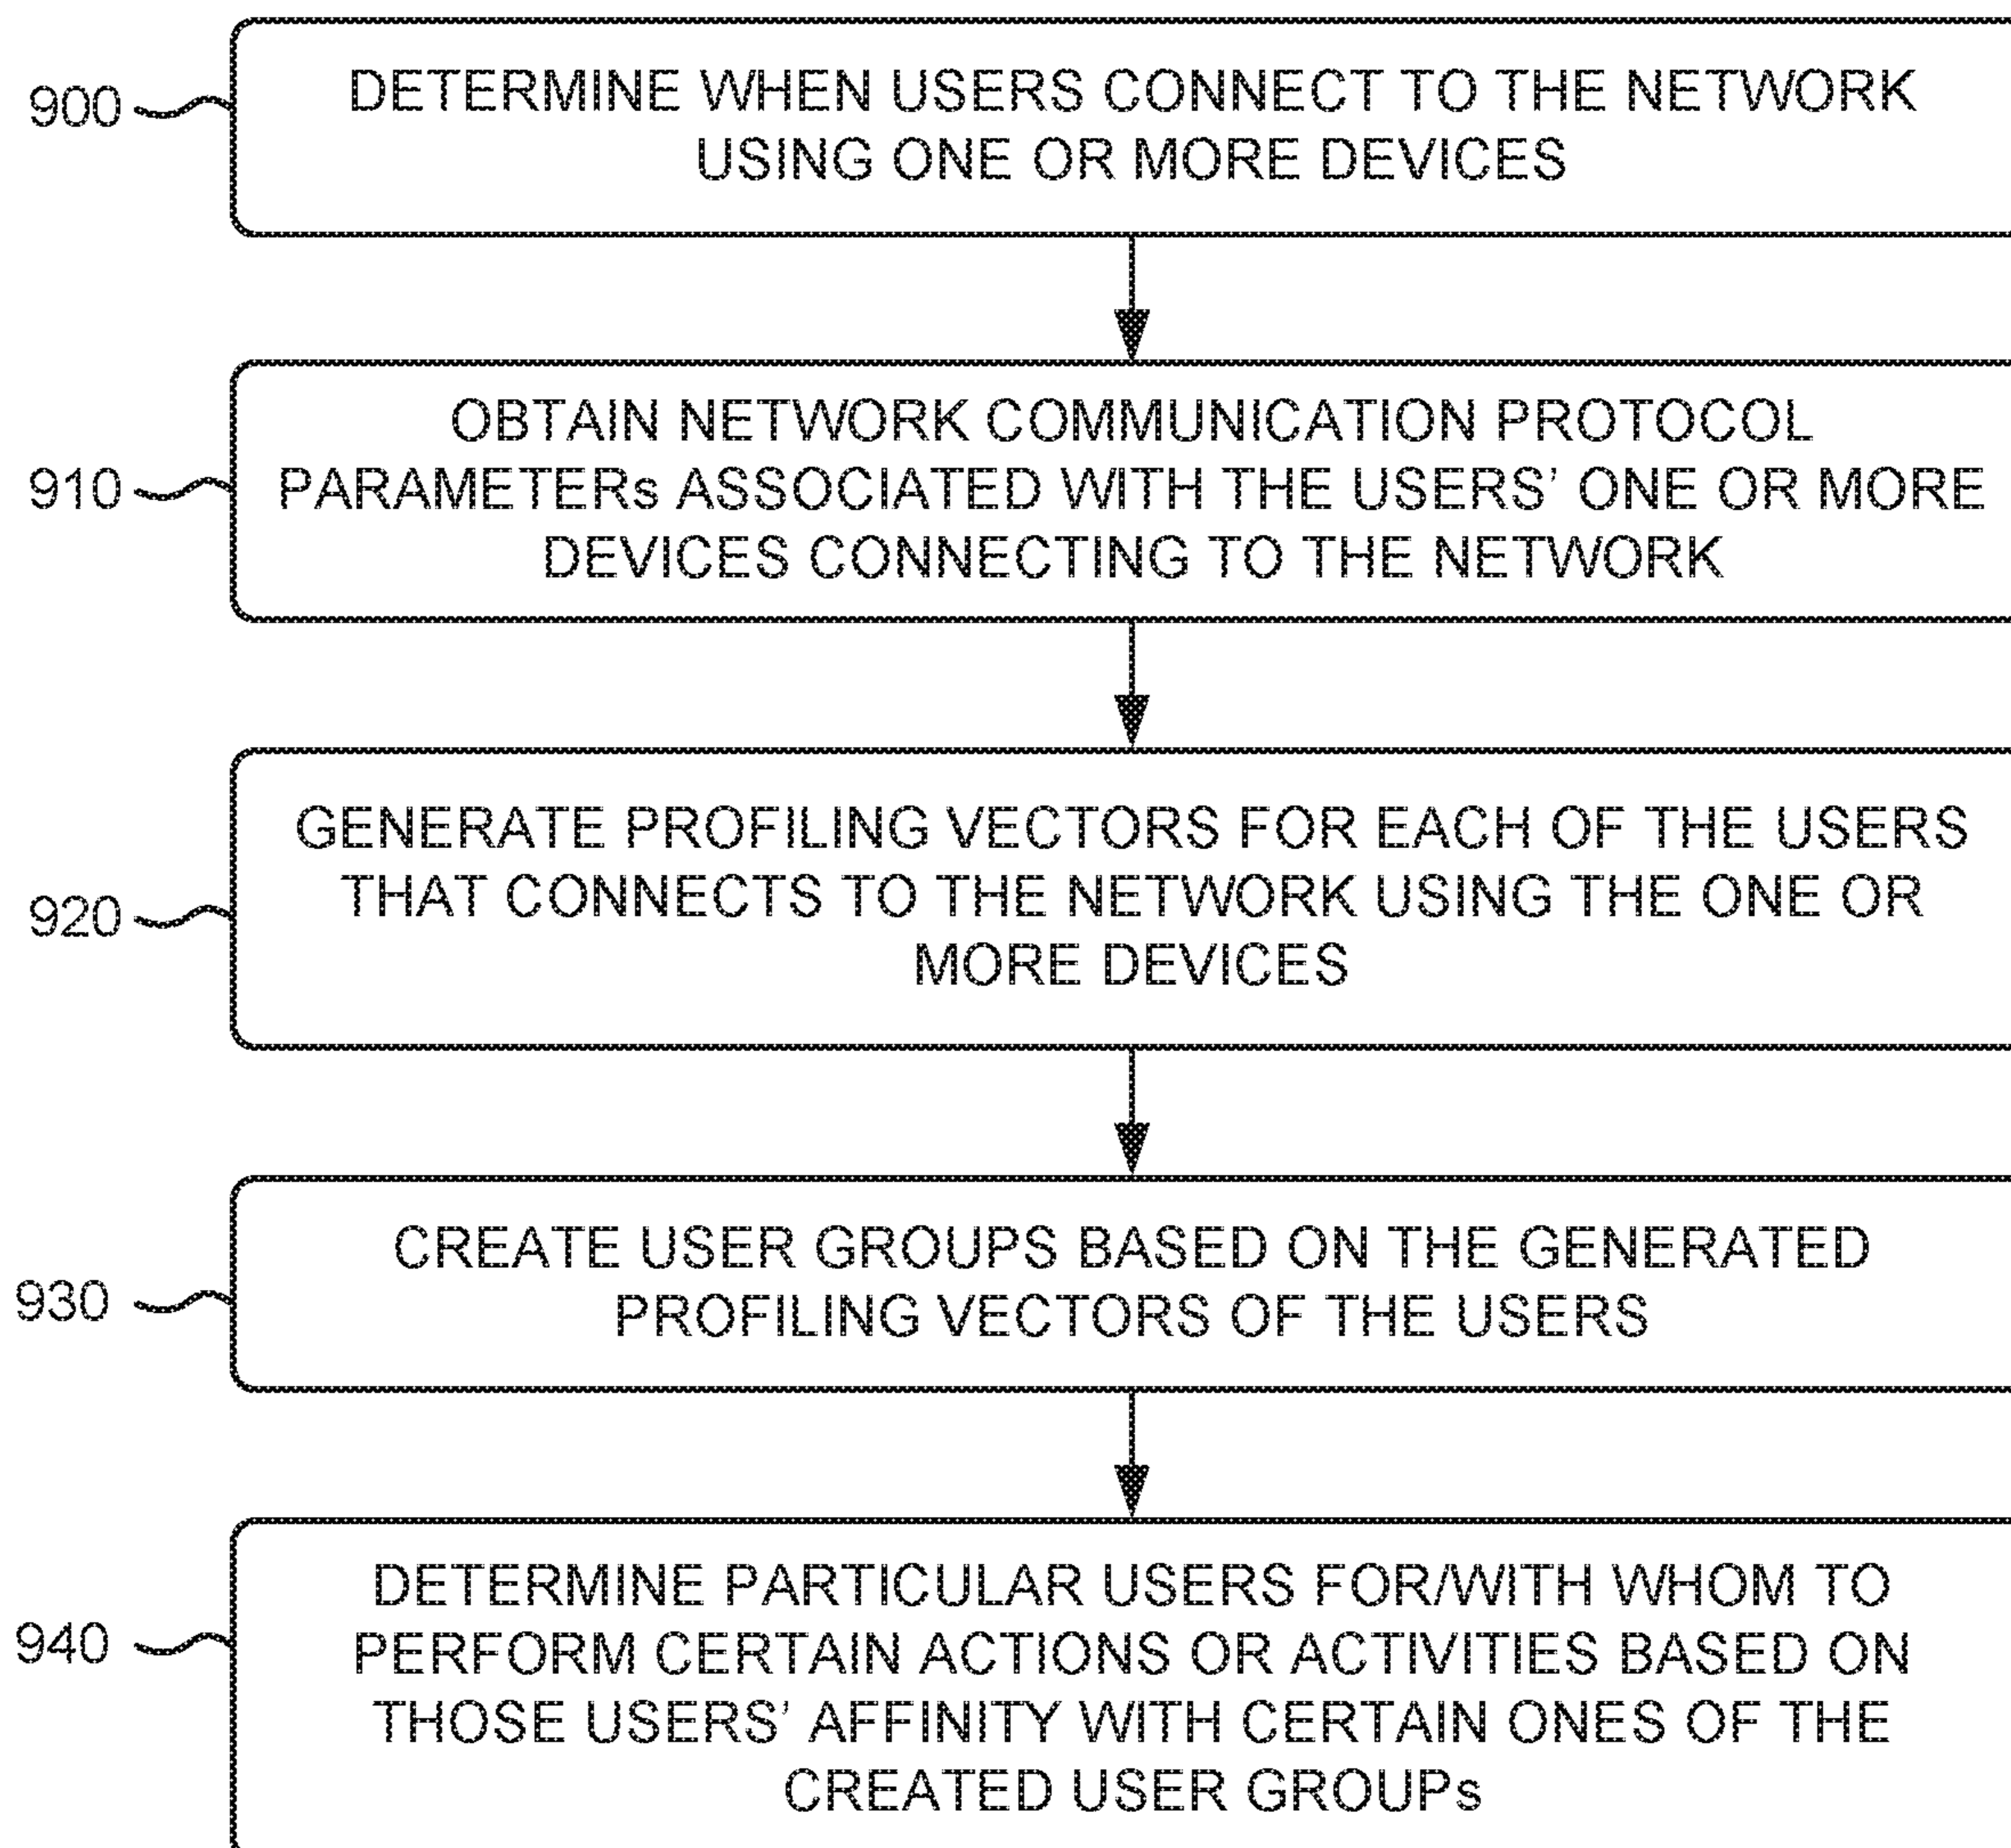 900
DETERMINE WHEN USERS CONNECT TO THE NETWORK
USING ONE OR MORE DEVICES
910
OBTAIN NETWORK COMMUNICATION PROTOCOL
PARAMETERs ASSOCIATED WITH THE USERS’ ONE OR MORE
DEVICES CONNECTING TO THE NETWORK
920
GENERATE PROFILING VECTORS FOR EACH OF THE USERS
THAT CONNECTS TO THE NETWORK USING THE ONE OR
MORE DEVICES
930
CREATE USER GROUPS BASED ON THE GENERATED
PROFILING VECTORS OF THE USERS
940
DETERMINE PARTICULAR USERS FOR/WITH WHOM TO
PERFORM CERTAIN ACTIONS OR ACTIVITIES BASED ON
THOSE USERS’ AFFINITY WITH CERTAIN ONES OF THE
CREATED USER GROUPs